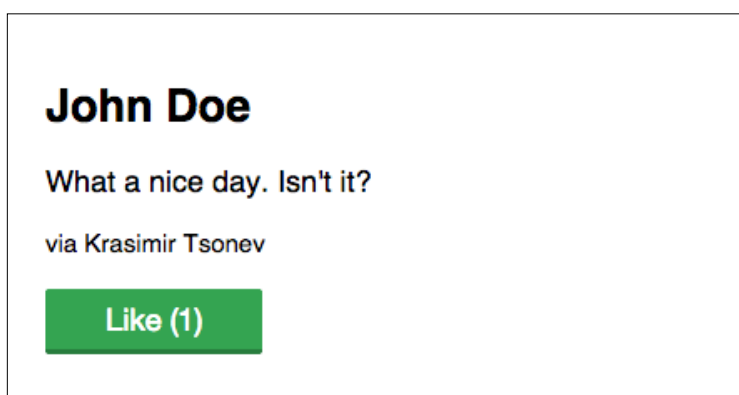 John Doe
What a nice day. Isn't it?
via Krasimir Tsonev
Like (1)